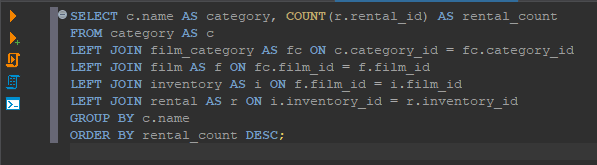 SELECT c.name AS category, COUNT(r.rental_id) AS rental_count
FROM category AS c
LEFT JOIN film_category AS fc ON c.category_id = fc.category_id
LEFT JOIN film AS f ON fc.film_id = f.film_id
LEFT JOIN inventory AS i ON f.film_id = i.film_id
LEFT JOIN rental AS r ON i.inventory_id = r.inventory_id
GROUP BY c.name
ORDER BY rental_count DESC;